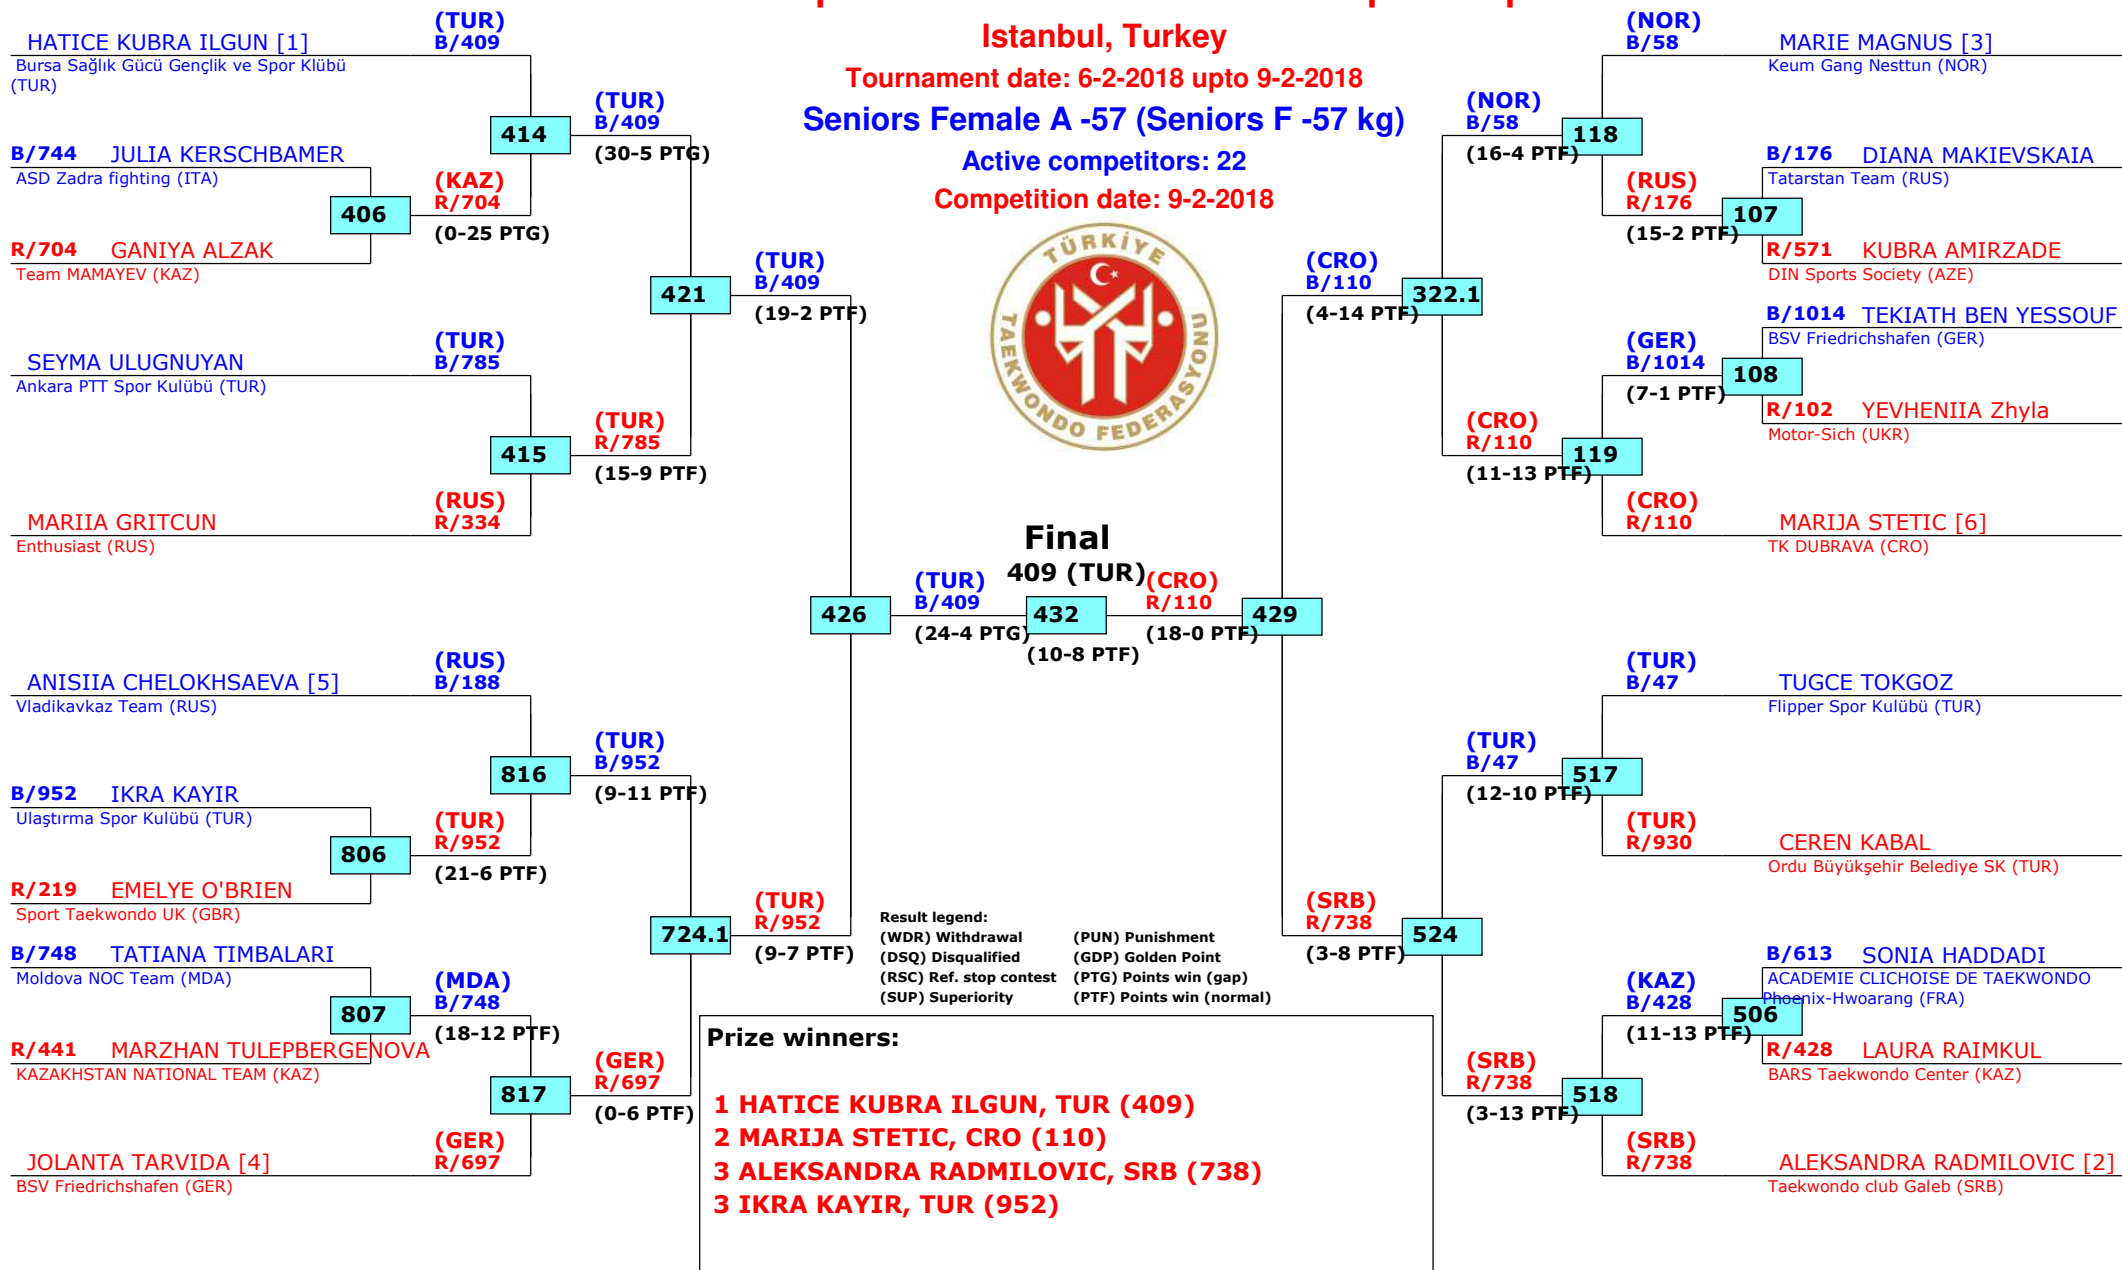 Istanbul, Turkey
Tournament date: 6-2-2018 upto 9-2-2018
Seniors Female A -57 (Seniors F -57 kg)
Active competitors: 22
Competition date: 9-2-2018
TÜRKİYE
TAEKWONDO FEDERASYONU
HATICE KUBRA ILGUN [1]
Bursa Sağlık Gücü Gençlik ve Spor Klübü
(TUR)
(TUR)
B/409
B/744 JULIA KERSCHBAMER
ASD Zadra fighting (ITA)
406
R/704 GANIYA ALZAK
Team MAMAYEV (KAZ)
(KAZ)
R/704
(0-25 PTG)
414
(TUR)
B/409
(30-5 PTG)
SEYMA ULUGNUYAN
Ankara PTT Spor Kulübü (TUR)
(TUR)
B/785
415
MARIIA GRITCUN
Enthusiast (RUS)
(RUS)
R/334
(TUR)
R/785
(15-9 PTF)
421
(TUR)
B/409
(19-2 PTF)
ANISIIA CHELOKHSAEVA [5]
Vladikavkaz Team (RUS)
(RUS)
B/188
B/952 IKRA KAYIR
Ulaştırma Spor Kulübü (TUR)
806
R/219 EMELYE O'BRIEN
Sport Taekwondo UK (GBR)
(TUR)
R/952
(21-6 PTF)
816
(TUR)
B/952
(9-11 PTF)
B/748 TATIANA TIMBALARI
Moldova NOC Team (MDA)
807
R/441 MARZHAN TULEPBERGENOVA
KAZAKHSTAN NATIONAL TEAM (KAZ)
(MDA)
B/748
(18-12 PTF)
817
JOLANTA TARVIDA [4]
BSV Friedrichshafen (GER)
(GER)
R/697
(GER)
R/697
(0-6 PTF)
724.1
(TUR)
R/952
(9-7 PTF)
426
(TUR)
B/409
(24-4 PTG)
Final
409 (TUR)
432
(10-8 PTF)
(CRO)
R/110
(18-0 PTF)
429
(CRO)
B/110
(4-14 PTF)
322.1
(NOR)
B/58
(16-4 PTF)
118
(NOR)
B/58
MARIE MAGNUS [3]
Keum Gang Nesttun (NOR)
(RUS)
R/176
(15-2 PTF)
107
B/176 DIANA MAKIEVSKAIA
Tatarstan Team (RUS)
R/571 KUBRA AMIRZADE
DIN Sports Society (AZE)
(CRO)
R/110
(11-13 PTF)
119
(GER)
B/1014
(7-1 PTF)
108
B/1014 TEKIATH BEN YESSOUF
BSV Friedrichshafen (GER)
R/102 YEVHENIIA Zhyla
Motor-Sich (UKR)
(CRO)
R/110
MARIJA STETIC [6]
TK DUBRAVA (CRO)
(SRB)
R/738
(3-8 PTF)
524
(TUR)
B/47
(12-10 PTF)
517
(TUR)
B/47
TUGCE TOKGOZ
Flipper Spor Kulübü (TUR)
(TUR)
R/930
CEREN KABAL
Ordu Büyükşehir Belediye SK (TUR)
(SRB)
R/738
(3-13 PTF)
518
(KAZ)
B/428
(11-13 PTF)
506
B/613 SONIA HADDADI
ACADEMIE CLICHOISE DE TAEKWONDO
Phoenix-Hwoarang (FRA)
R/428 LAURA RAIMKUL
BARS Taekwondo Center (KAZ)
(SRB)
R/738
ALEKSANDRA RADMILOVIC [2]
Taekwondo club Galeb (SRB)
Result legend:
(WDR) Withdrawal (PUN) Punishment
(DSQ) Disqualified (GDP) Golden Point
(RSC) Ref. stop contest (PTG) Points win (gap)
(SUP) Superiority (PTF) Points win (normal)
Prize winners:
1 HATICE KUBRA ILGUN, TUR (409)
2 MARIJA STETIC, CRO (110)
3 ALEKSANDRA RADMILOVIC, SRB (738)
3 IKRA KAYIR, TUR (952)